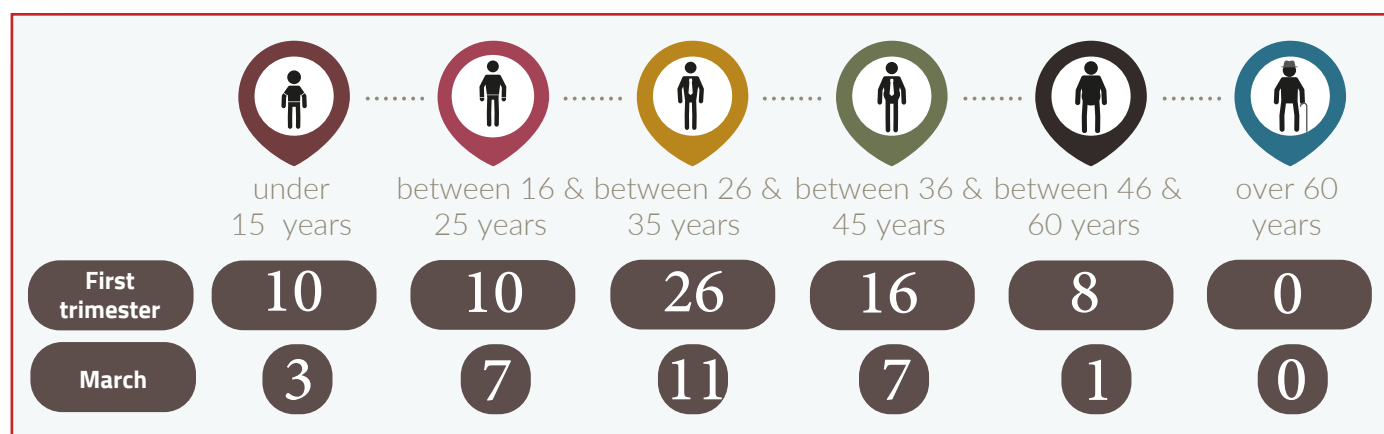 under
15 years
between 16 &
25 years
between 26 &
35 years
between 36 &
45 years
between 46 &
60 years
over 60
years
First
trimester
10
10
26
16
8
0
March
3
7
11
7
1
0